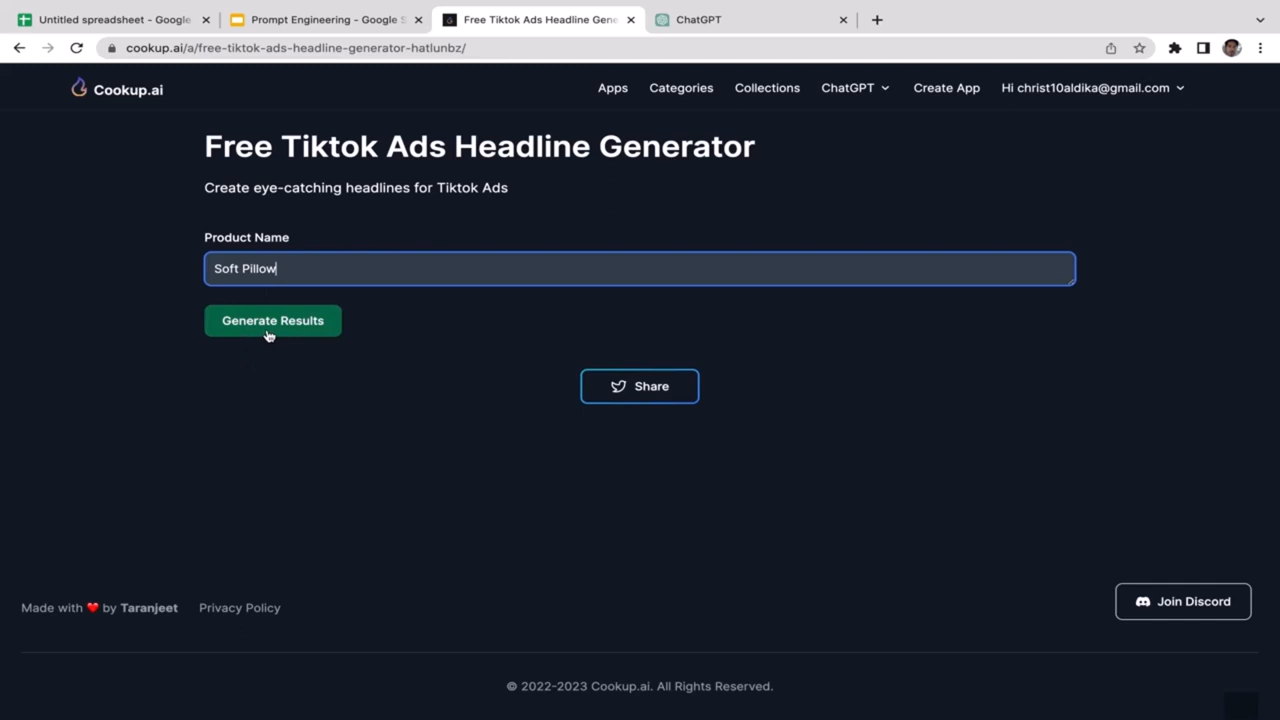 Untitled spreadsheet - Google
Prompt Engineering - Google S
Free Tiktok Ads Headline Gene
ChatGPT
cookup.ai/a/free-tiktok-ads-headline-generator-hatlunbz/
Cookup.ai
Apps
Categories
Collections
ChatGPT
Create App
Hi christ10aldika@gmail.com
Free Tiktok Ads Headline Generator
Create eye-catching headlines for Tiktok Ads
Product Name
Soft Pillow
Generate Results
Share
Made with ❤️ by Taranjeet
Privacy Policy
Join Discord
© 2022-2023 Cookup.ai. All Rights Reserved.